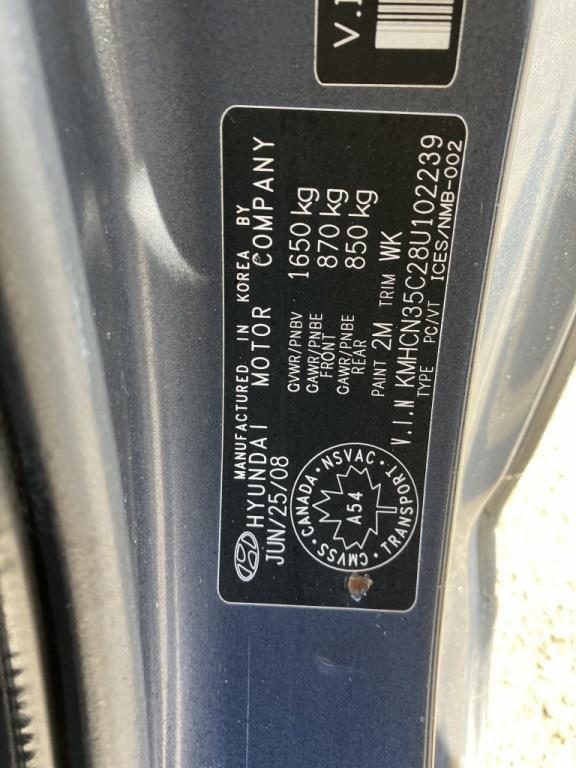 V.I
MANUFACTURED IN KOREA BY
HYUNDAI MOTOR COMPANY
JUN/25/08
GVWR/PNBV 1650 kg
GAWR/PNBE 870 kg
FRONT
GAWR/PNBE 850 kg
REAR
PAINT 2M TRIM WK
V.I.N KMHCN35C28U102239
TYPE PC/VT ICES/NMB-002
CANADA • NSVAC • TRANSPORT • CMVSS •
A54